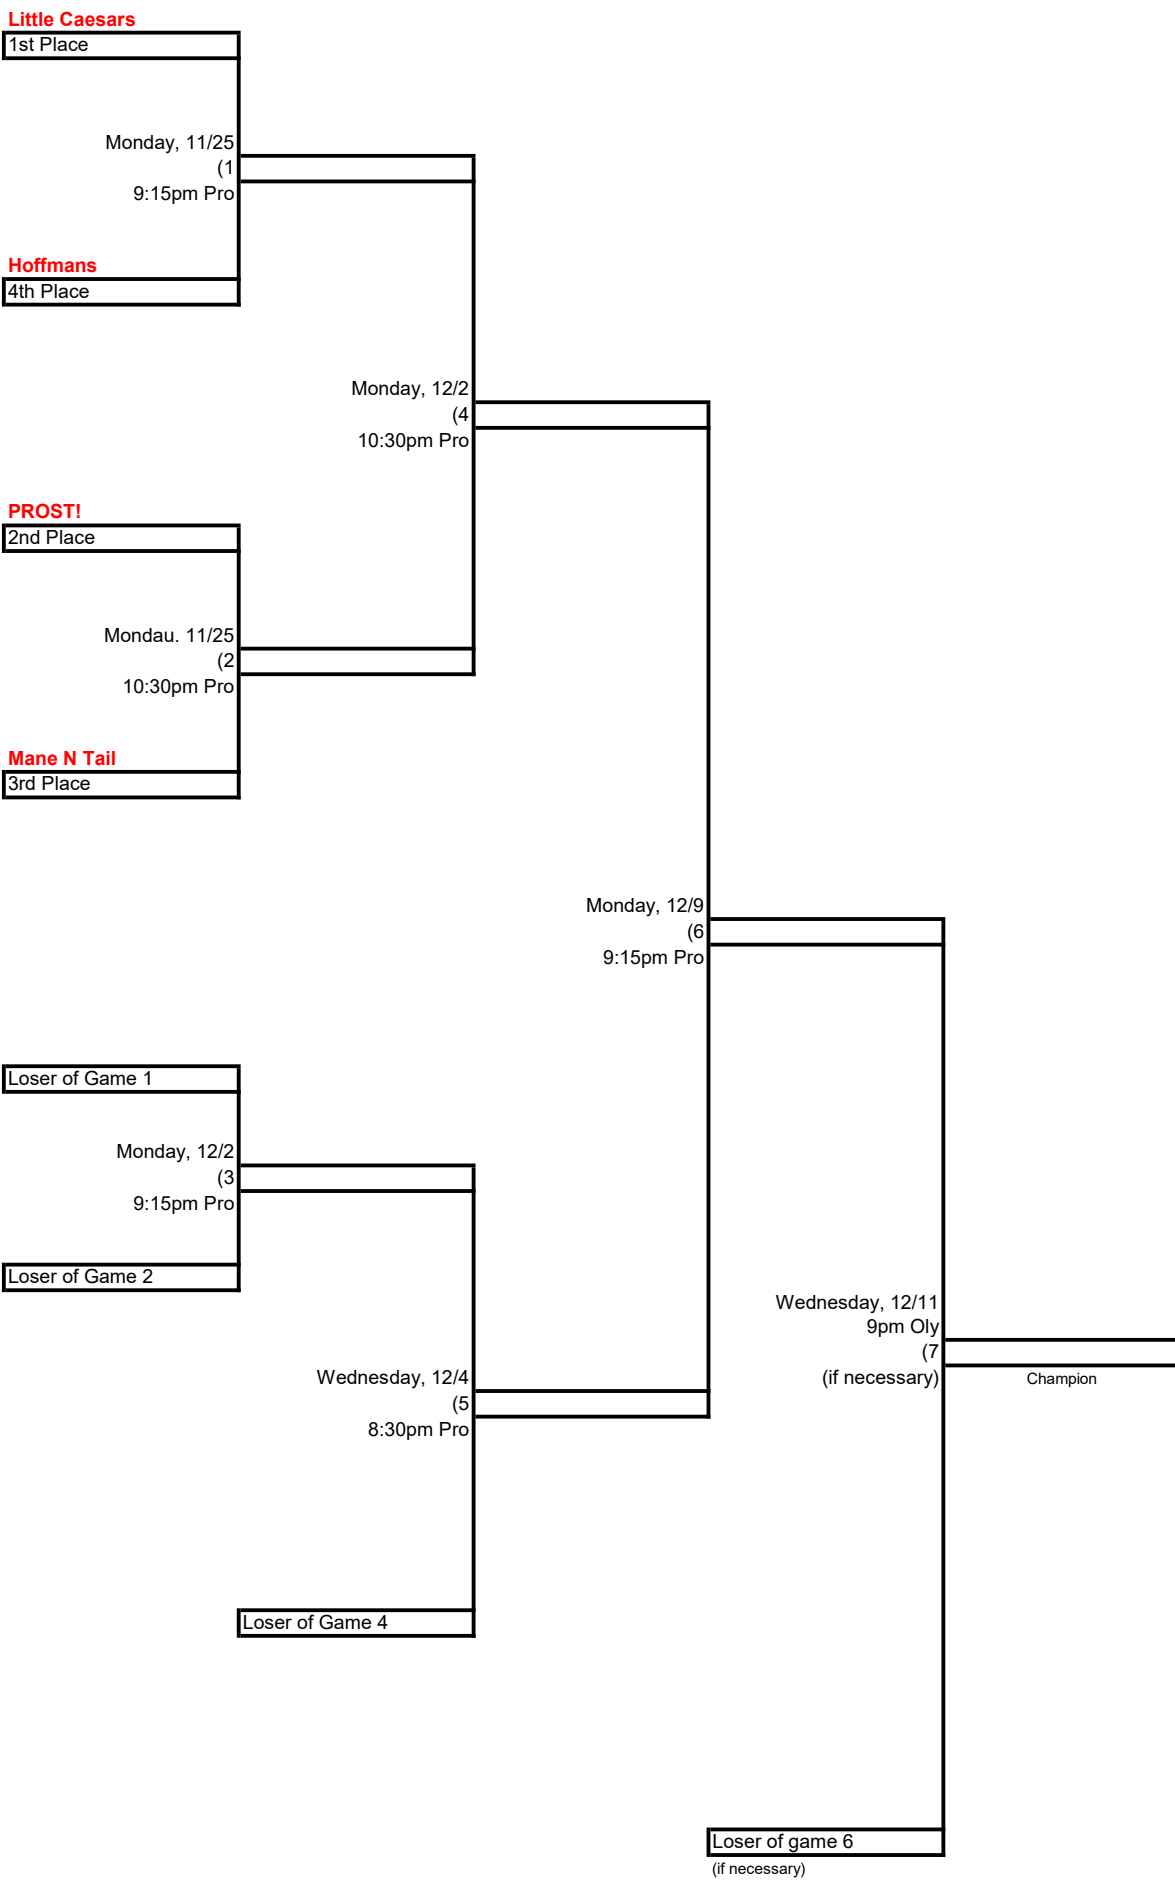 Little Caesars
1st Place
Monday, 11/25
(1
9:15pm Pro
Hoffmans
4th Place
Monday, 12/2
(4
10:30pm Pro
PROST!
2nd Place
Mondau. 11/25
(2
10:30pm Pro
Mane N Tail
3rd Place
Monday, 12/9
(6
9:15pm Pro
Loser of Game 1
Monday, 12/2
(3
9:15pm Pro
Loser of Game 2
Wednesday, 12/11
9pm Oly
(7
(if necessary)
Champion
Wednesday, 12/4
(5
8:30pm Pro
Loser of Game 4
Loser of game 6
(if necessary)